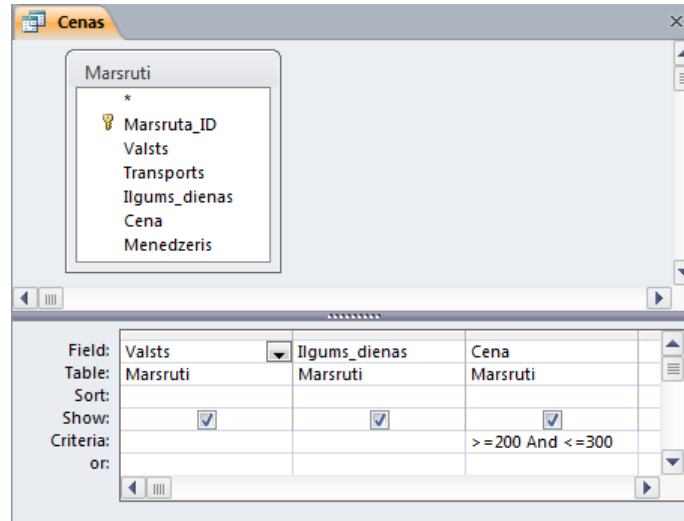 Cenas
Marsruti
*
Marsruta_ID
Valsts
Transports
Ilgums_dienas
Cena
Menedzeris
Field: Valsts Ilgums_dienas Cena
Table: Marsruti Marsruti Marsruti
Sort:
Show:
Criteria: >=200 And <=300
or: